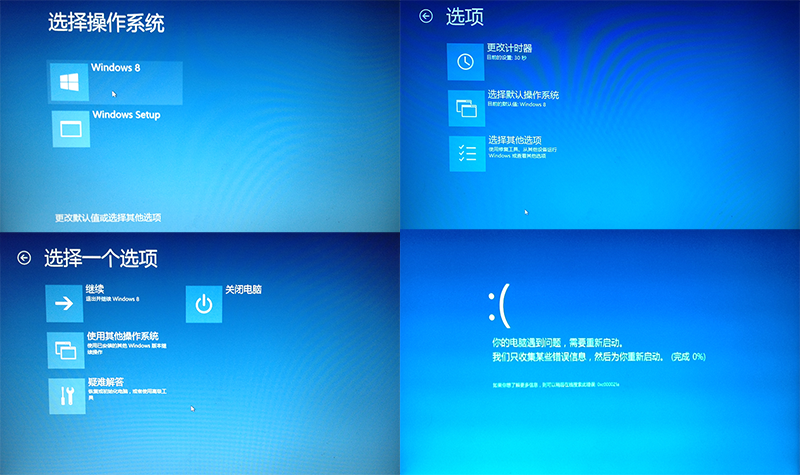 选择操作系统
Windows 8
Windows Setup
更改默认值或选择其他选项
选项
更改计时器
目前的设置: 30 秒
选择默认操作系统
目前的默认值: Windows 8
选择其他选项
使用修复工具、从其他设备运行
Windows 或查看其他选项
选择一个选项
继续
退出并继续 Windows 8
关闭电脑
使用其他操作系统
使用已安装的其他 Windows 版本继
续操作
疑难解答
恢复或初始化电脑，或者使用高级工
具
:(
你的电脑遇到问题，需要重新启动。
我们只收集某些错误信息，然后为你重新启动。 (完成 0%)
如果你想了解更多信息，则可以稍后在线搜索此错误: